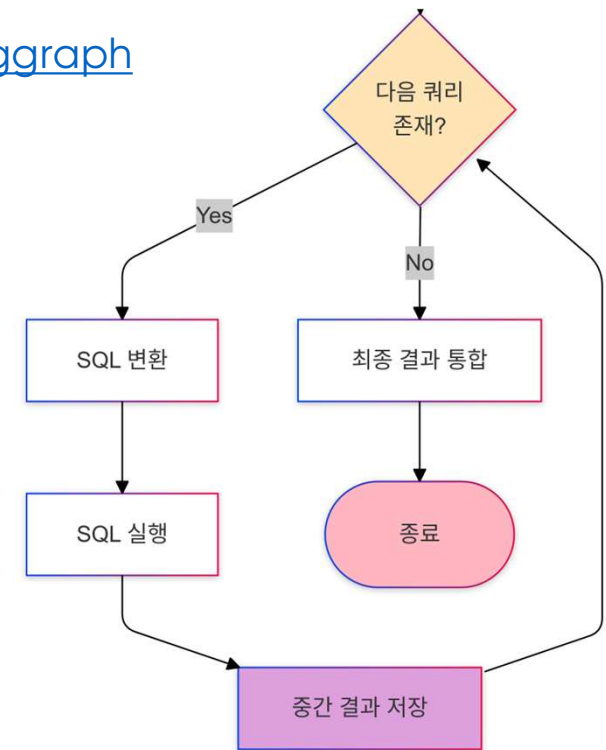 ggraph
다음 쿼리
존재?
Yes
No
SQL 변환
최종 결과 통합
SQL 실행
종료
중간 결과 저장